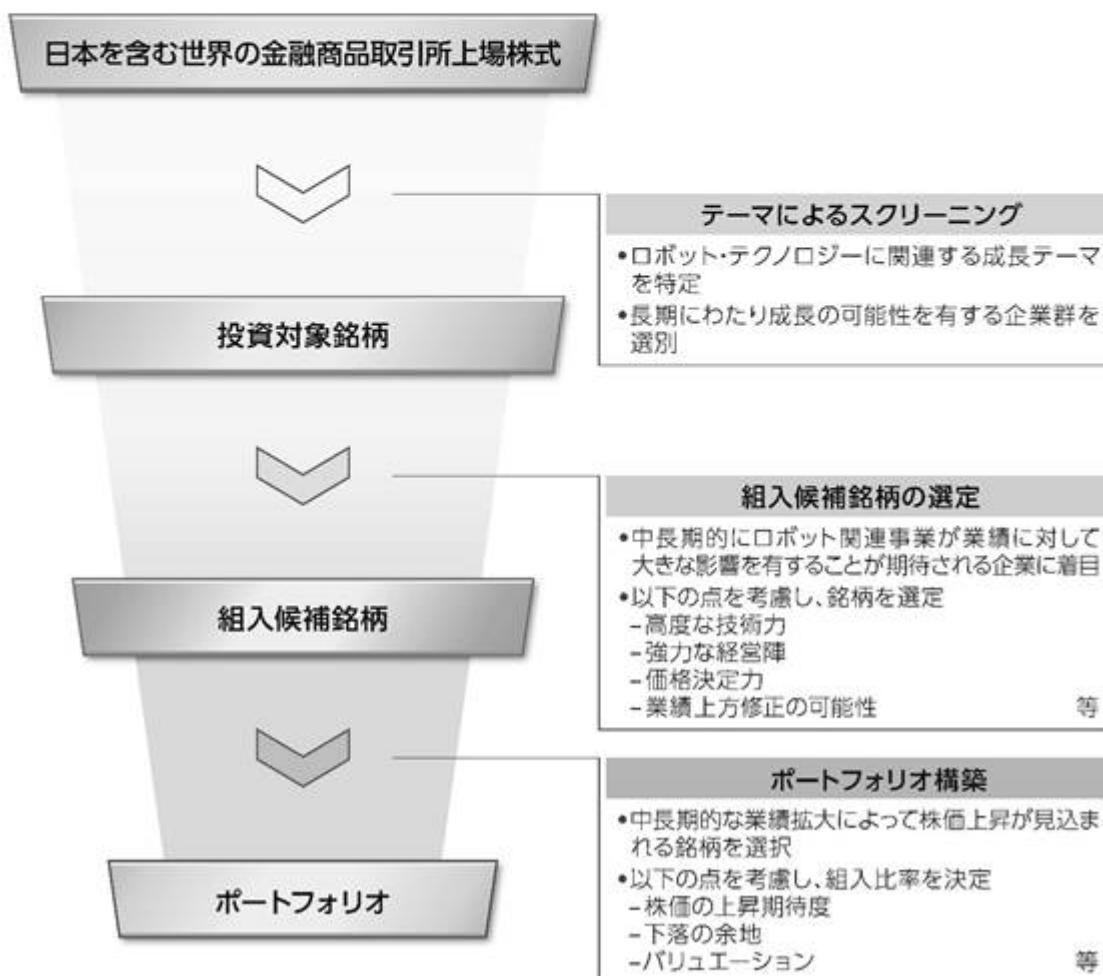 日本を含む世界の金融商品取引所上場株式
テーマによるスクリーニング
•ロボット・テクノロジーに関連する成長テーマ
を特定
•長期にわたり成長の可能性を有する企業群を
選別
投資対象銘柄
組入候補銘柄の選定
•中長期的にロボット関連事業が業績に対して
大きな影響を有することが期待される企業に着目
•以下の点を考慮し、銘柄を選定
–高度な技術力
–強力な経営陣
–価格決定力
–業績上方修正の可能性 等
組入候補銘柄
ポートフォリオ構築
•中長期的な業績拡大によって株価上昇が見込ま
れる銘柄を選択
•以下の点を考慮し、組入比率を決定
–株価の上昇期待度
–下落の余地
–バリュエーション 等
ポートフォリオ